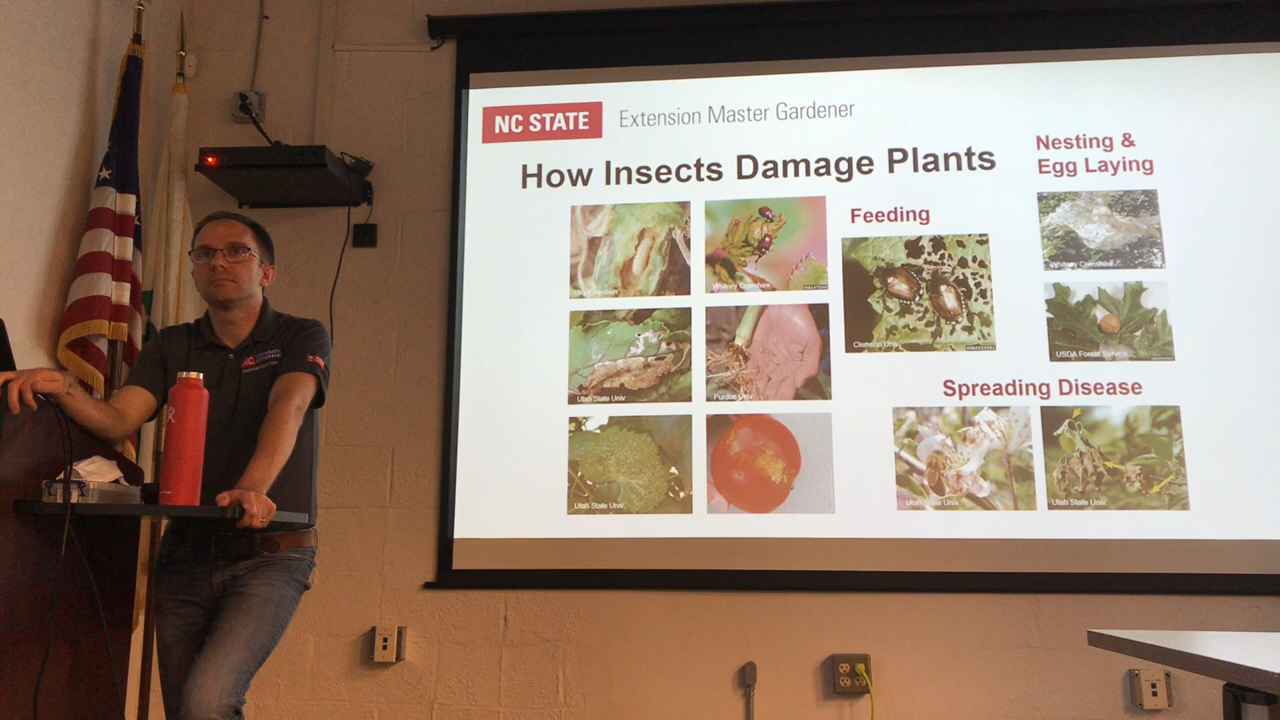 NC STATE
Extension Master Gardener
How Insects Damage Plants
Nesting &
Egg Laying
Feeding
Whitney Cranshaw
Clemson Univ.
USDA Forest Service
Utah State Univ.
Purdue Univ.
Spreading Disease
Utah State Univ.
Utah State Univ.
Utah State Univ.
NC